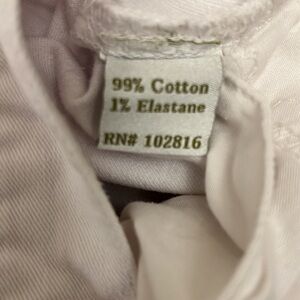 99% Cotton
1% Elastane
RN# 102816